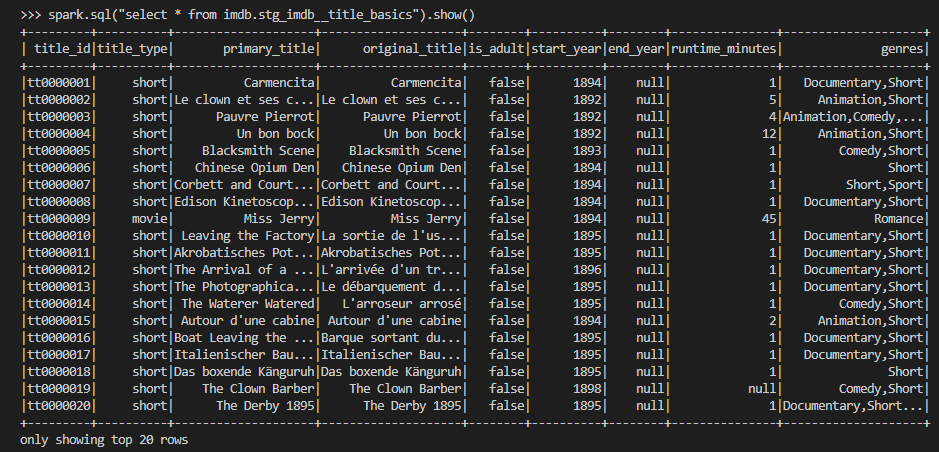 >>> spark.sql("select * from imdb.stg_imdb__title_basics").show()
+---------+----------+--------------------+--------------------+--------+----------+--------+---------------+--------------------+
| title_id|title_type|       primary_title|      original_title|is_adult|start_year|end_year|runtime_minutes|              genres|
+---------+----------+--------------------+--------------------+--------+----------+--------+---------------+--------------------+
|tt0000001|     short|          Carmencita|          Carmencita|   false|      1894|    null|              1|   Documentary,Short|
|tt0000002|     short|Le clown et ses c...|Le clown et ses c...|   false|      1892|    null|              5|     Animation,Short|
|tt0000003|     short|      Pauvre Pierrot|      Pauvre Pierrot|   false|      1892|    null|              4|Animation,Comedy,...|
|tt0000004|     short|         Un bon bock|         Un bon bock|   false|      1892|    null|             12|     Animation,Short|
|tt0000005|     short|    Blacksmith Scene|    Blacksmith Scene|   false|      1893|    null|              1|        Comedy,Short|
|tt0000006|     short|   Chinese Opium Den|   Chinese Opium Den|   false|      1894|    null|              1|               Short|
|tt0000007|     short|Corbett and Court...|Corbett and Court...|   false|      1894|    null|              1|         Short,Sport|
|tt0000008|     short|Edison Kinetoscop...|Edison Kinetoscop...|   false|      1894|    null|              1|   Documentary,Short|
|tt0000009|     movie|          Miss Jerry|          Miss Jerry|   false|      1894|    null|             45|             Romance|
|tt0000010|     short| Leaving the Factory|La sortie de l'us...|   false|      1895|    null|              1|   Documentary,Short|
|tt0000011|     short|Akrobatisches Pot...|Akrobatisches Pot...|   false|      1895|    null|              1|   Documentary,Short|
|tt0000012|     short|The Arrival of a ...|L'arrivée d'un tr...|   false|      1896|    null|              1|   Documentary,Short|
|tt0000013|     short|The Photographica...|Le débarquement d...|   false|      1895|    null|              1|   Documentary,Short|
|tt0000014|     short| The Waterer Watered|   L'arroseur arrosé|   false|      1895|    null|              1|        Comedy,Short|
|tt0000015|     short| Autour d'une cabine| Autour d'une cabine|   false|      1894|    null|              2|     Animation,Short|
|tt0000016|     short|Boat Leaving the ...|Barque sortant du...|   false|      1895|    null|              1|   Documentary,Short|
|tt0000017|     short|Italienischer Bau...|Italienischer Bau...|   false|      1895|    null|              1|   Documentary,Short|
|tt0000018|     short|Das boxende Känguruh|Das boxende Känguruh|   false|      1895|    null|              1|               Short|
|tt0000019|     short|    The Clown Barber|    The Clown Barber|   false|      1898|    null|           null|        Comedy,Short|
|tt0000020|     short|      The Derby 1895|      The Derby 1895|   false|      1895|    null|              1|Documentary,Short...|
+---------+----------+--------------------+--------------------+--------+----------+--------+---------------+--------------------+
only showing top 20 rows